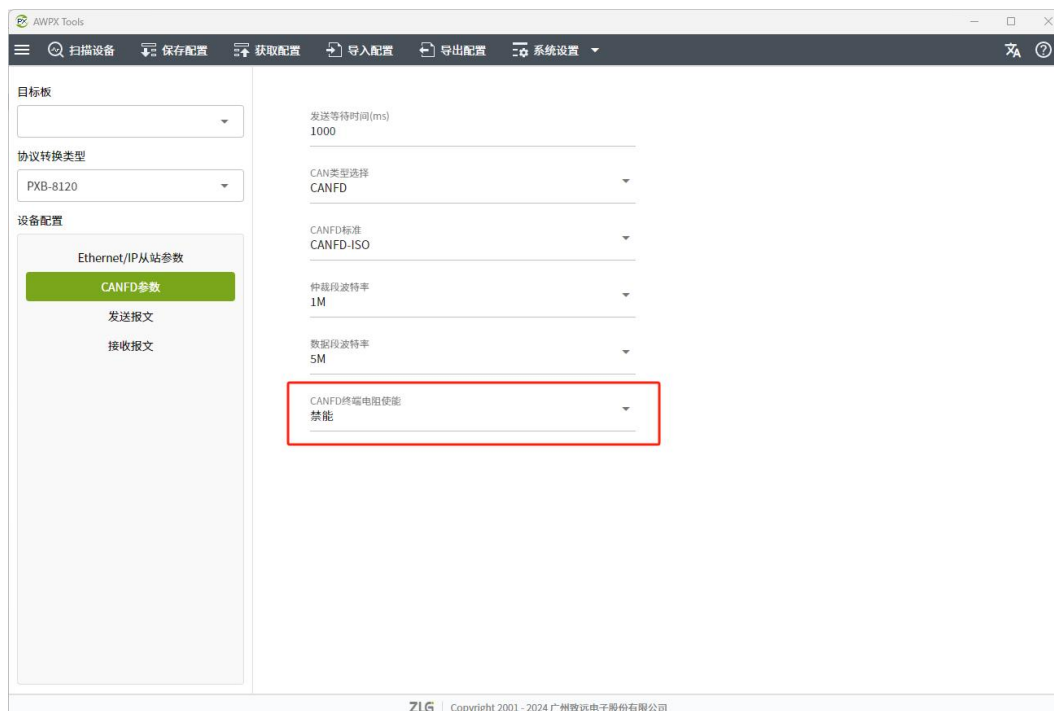 PX AWPX Tools
扫描设备 保存配置 获取配置 导入配置 导出配置 系统设置
目标板
协议转换类型
PXB-8120
设备配置
Ethernet/IP从站参数
CANFD参数
发送报文
接收报文
发送等待时间(ms)
1000
CAN类型选择
CANFD
CANFD标准
CANFD-ISO
仲裁段波特率
1M
数据段波特率
5M
CANFD终端电阻使能
禁能
ZLG Copyright 2001 - 2024 广州致远电子股份有限公司